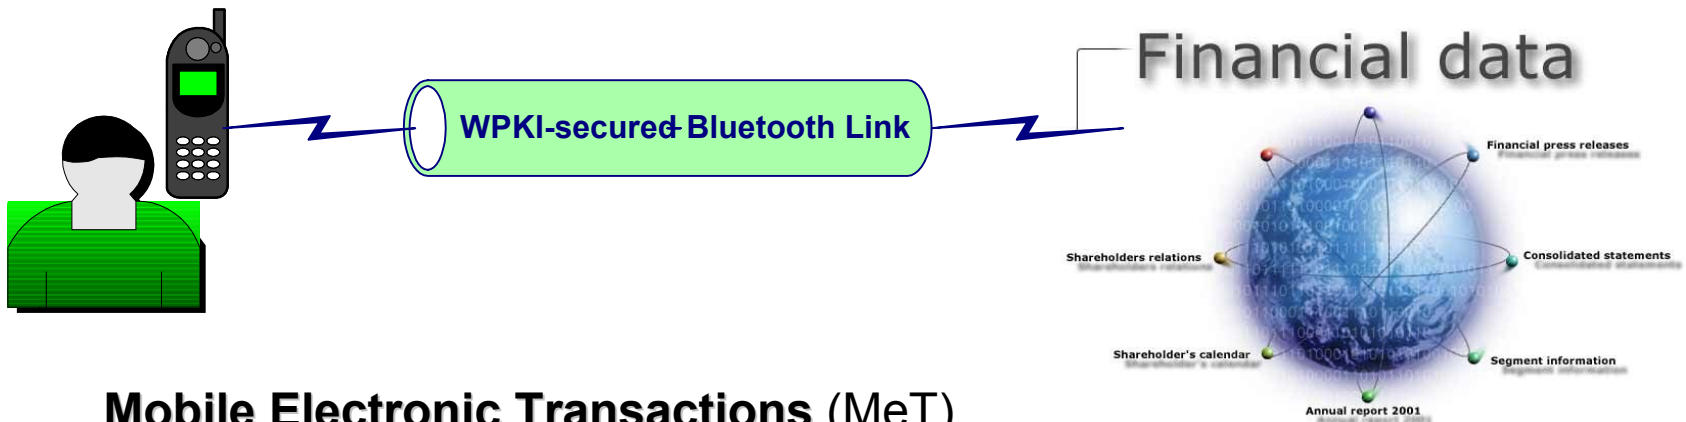 Financial data
WPKI-secured Bluetooth Link
Financial press releases
Shareholders relations
Consolidated statements
Shareholder's calendar
Segment information
Annual report 2001
Mobile Electronic Transactions (MeT)